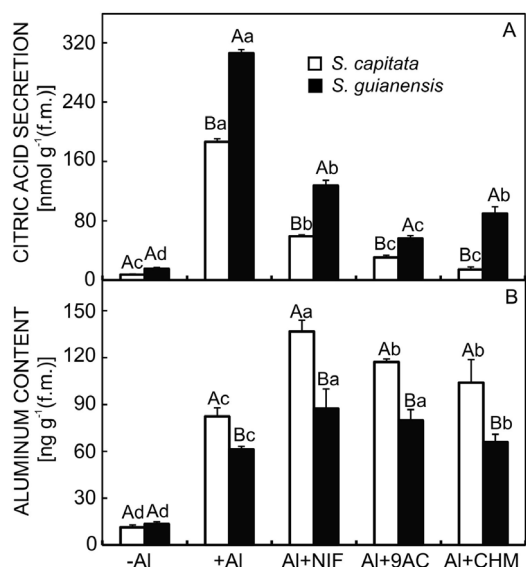 A
S. capitata
S. guianensis
CITRIC ACID SECRETION
[nmol g-1(f.m.)]
360
240
160
80
0
Ac Ad Ba Aa Bb Ab Bc Ac Bc Ab
B
ALUMINUM CONTENT
[ng g-1(f.m.)]
150
120
90
60
30
0
Ad Ad Ac Bc Aa Ba Ab Ba Ab Bb
-Al +Al Al+NIF Al+9AC Al+CHM